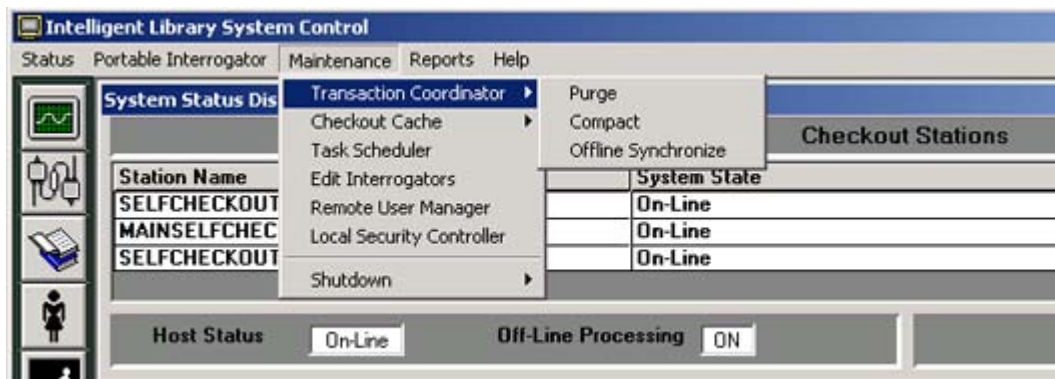 Intelligent Library System Control
Status Portable Interrogator Maintenance Reports Help
System Status Dis
Transaction Coordinator
Checkout Cache
Task Scheduler
Edit Interrogators
Remote User Manager
Local Security Controller
Shutdown
Purge
Compact
Offline Synchronize
Checkout Stations
Station Name System State
SELFCHECKOUT On-Line
MAINSELFCHEC On-Line
SELFCHECKOUT On-Line
Host Status On-Line Off-Line Processing ON